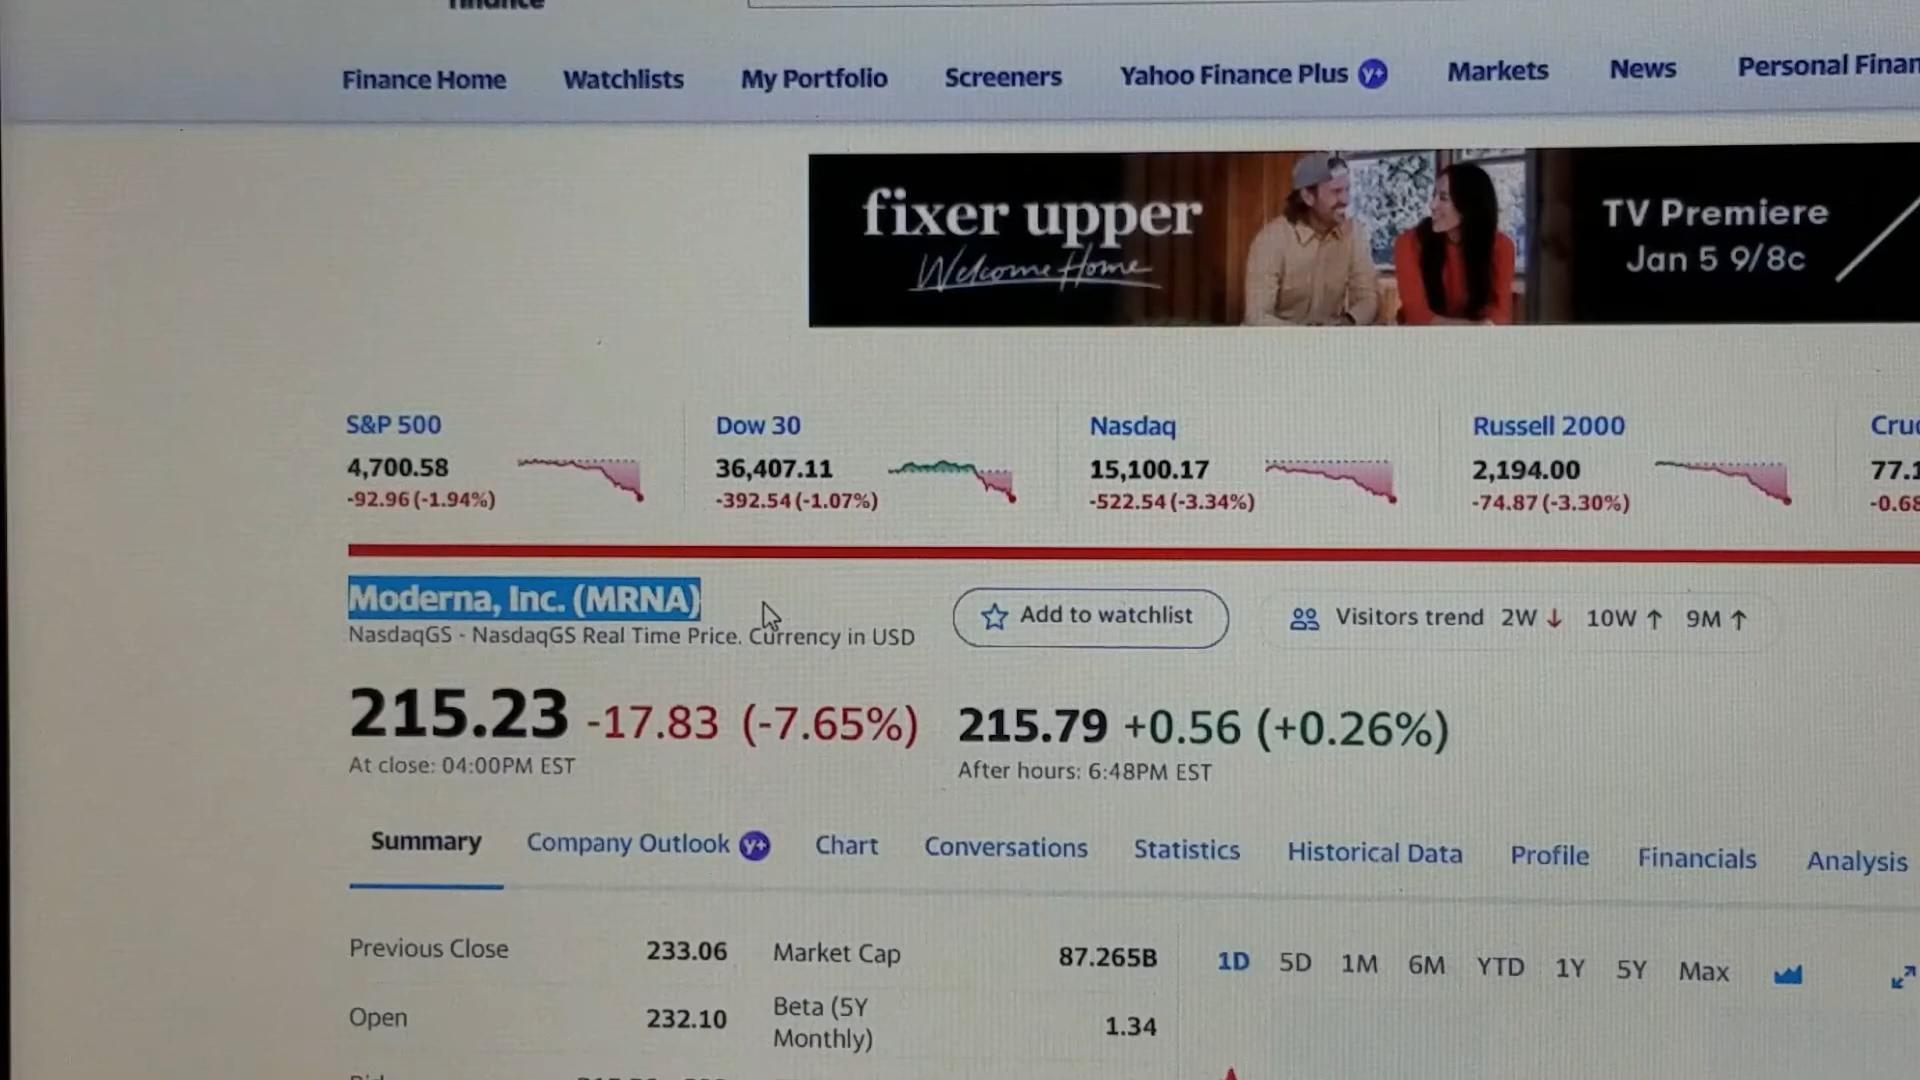 Finance Home Watchlists My Portfolio Screeners Yahoo Finance Plus y+ Markets News
fixer upper
Welcome Home
TV Premiere
Jan 5 9/8c
S&P 500 Dow 30 Nasdaq Russell 2000
4,700.58 36,407.11 15,100.17 2,194.00
-92.96 (-1.94%) -392.54 (-1.07%) -522.54 (-3.34%) -74.87 (-3.30%)
Moderna, Inc. (MRNA)
NasdaqGS - NasdaqGS Real Time Price. Currency in USD
Add to watchlist
Visitors trend 2W ↓ 10W ↑ 9M ↑
215.23 -17.83 (-7.65%) 215.79 +0.56 (+0.26%)
At close: 04:00PM EST After hours: 6:48PM EST
Summary Company Outlook y+ Chart Conversations Statistics Historical Data Profile Financials Analysis
Previous Close 233.06 Market Cap 87.265B
Open 232.10 Beta (5Y Monthly) 1.34
1D 5D 1M 6M YTD 1Y 5Y Max